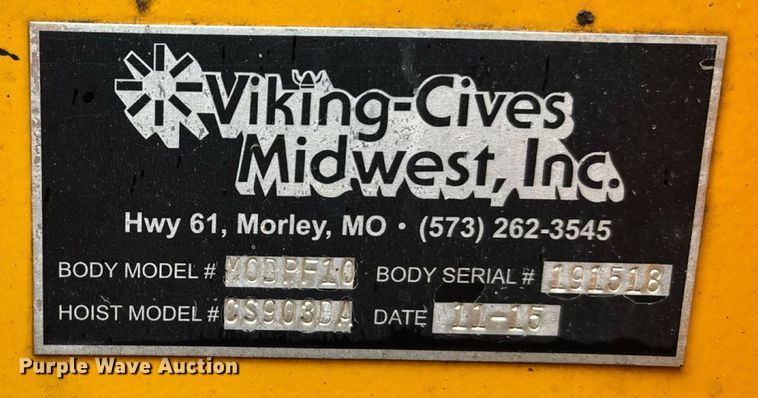 Viking-Cives
Midwest, Inc.
Hwy 61, Morley, MO • (573) 262-3545
BODY MODEL # MODPF10 BODY SERIAL # 191518
HOIST MODEL # CS903DA DATE 11-15
Purple Wave Auction